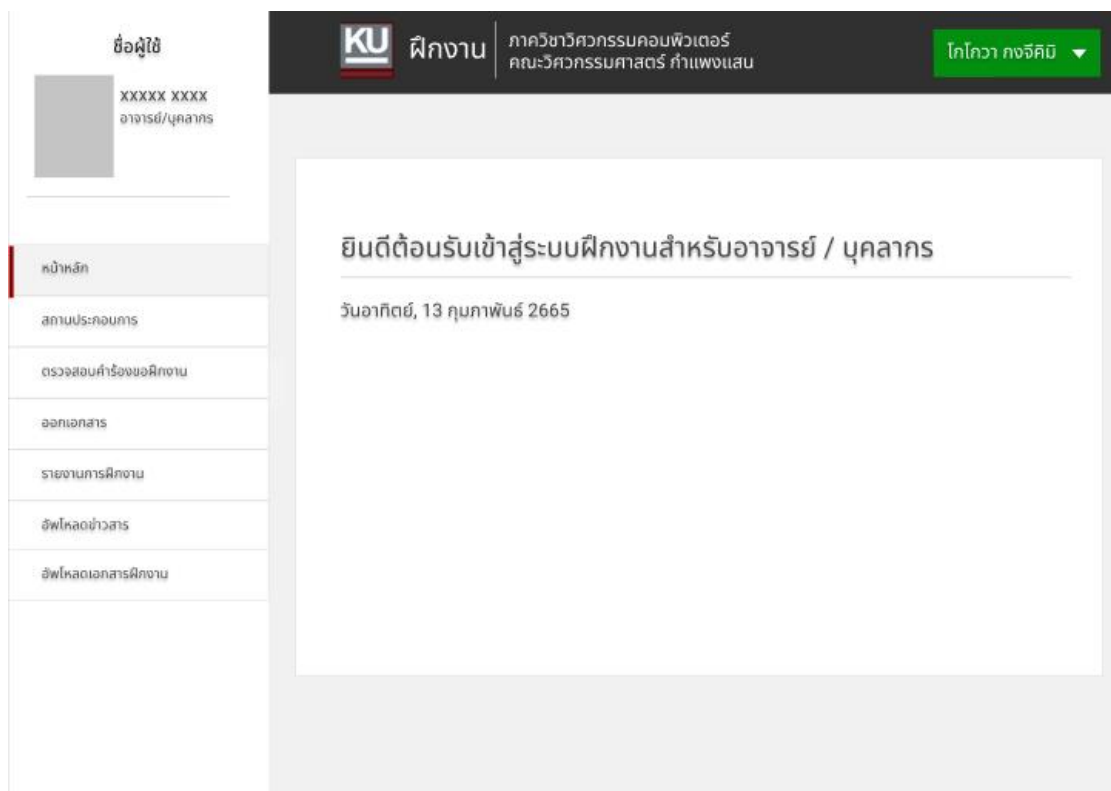 ชื่อผู้ใช้
XXXXX XXXX
อาจารย์/บุคลากร
หน้าหลัก
สถานประกอบการ
ตรวจสอบคำร้องขอฝึกงาน
ออกเอกสาร
รายงานการฝึกงาน
อัพโหลดข่าวสาร
อัพโหลดเอกสารฝึกงาน
KU ฝึกงาน
ภาควิชาวิศวกรรมคอมพิวเตอร์
คณะวิศวกรรมศาสตร์ กำแพงแสน
โกโกวา กงจีคิมิ
ยินดีต้อนรับเข้าสู่ระบบฝึกงานสำหรับอาจารย์ / บุคลากร
วันอาทิตย์, 13 กุมภาพันธ์ 2665